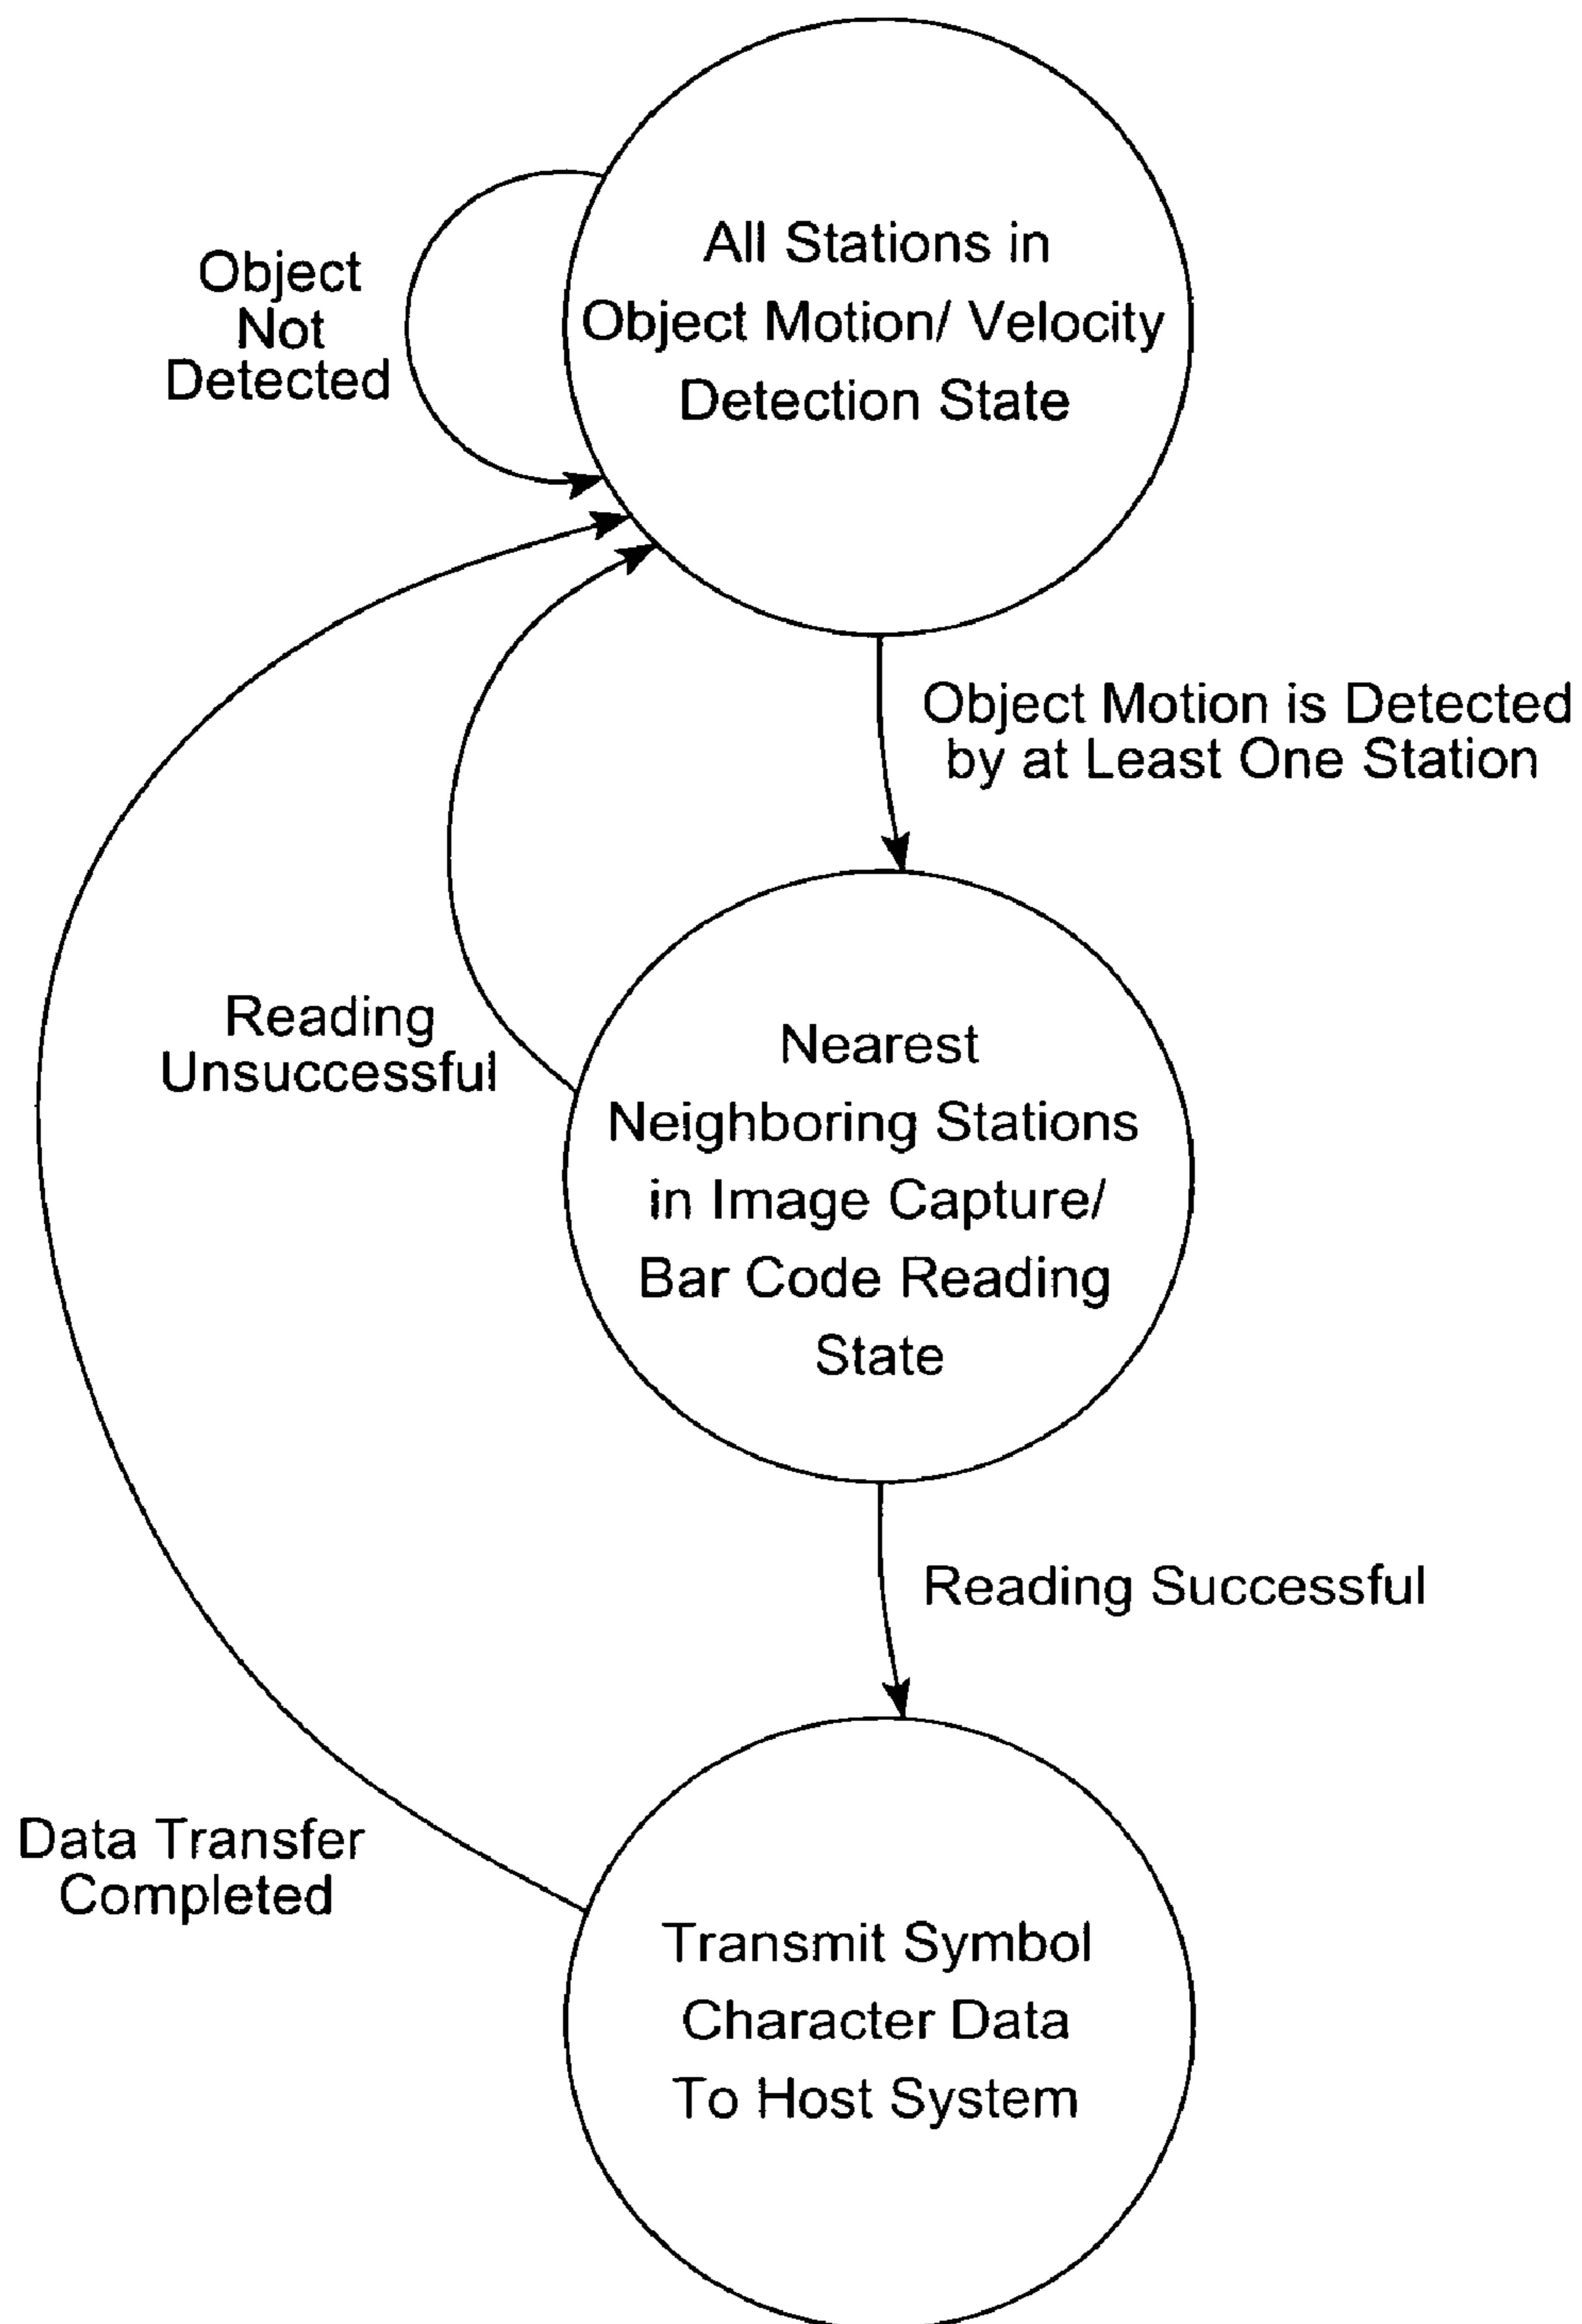 All Stations in
Object Motion/ Velocity
Detection State
Object
Not
Detected
Object Motion is Detected
by at Least One Station
Reading
Unsuccessful
Nearest
Neighboring Stations
in Image Capture/
Bar Code Reading
State
Reading Successful
Data Transfer
Completed
Transmit Symbol
Character Data
To Host System